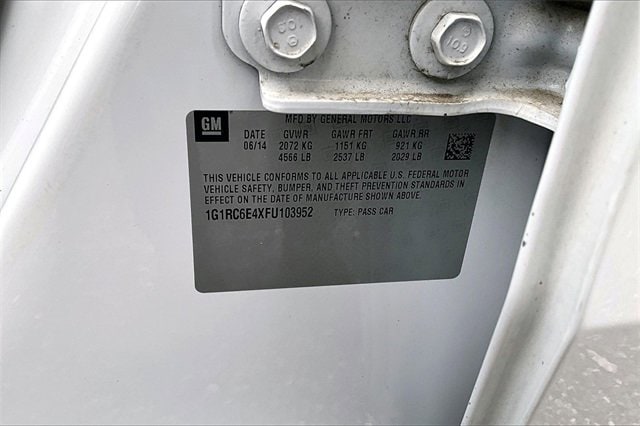 MFD BY GENERAL MOTORS LLC
GM
DATE GVWR GAWR FRT GAWR RR
06/14 2072 KG 1151 KG 921 KG
4566 LB 2537 LB 2029 LB
THIS VEHICLE CONFORMS TO ALL APPLICABLE U.S. FEDERAL MOTOR
VEHICLE SAFETY, BUMPER, AND THEFT PREVENTION STANDARDS IN
EFFECT ON THE DATE OF MANUFACTURE SHOWN ABOVE.
1G1RC6E4XFU103952 TYPE: PASS CAR